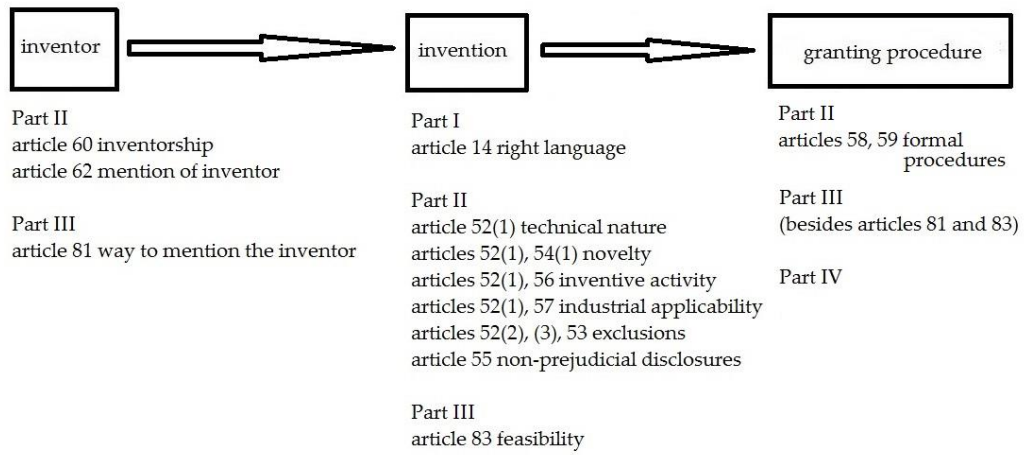 inventor
Part II
article 60 inventorship
article 62 mention of inventor
Part III
article 81 way to mention the inventor
invention
Part I
article 14 right language
Part II
article 52(1) technical nature
articles 52(1), 54(1) novelty
articles 52(1), 56 inventive activity
articles 52(1), 57 industrial applicability
articles 52(2), (3), 53 exclusions
article 55 non-prejudicial disclosures
Part III
article 83 feasibility
granting procedure
Part II
articles 58, 59 formal
procedures
Part III
(besides articles 81 and 83)
Part IV